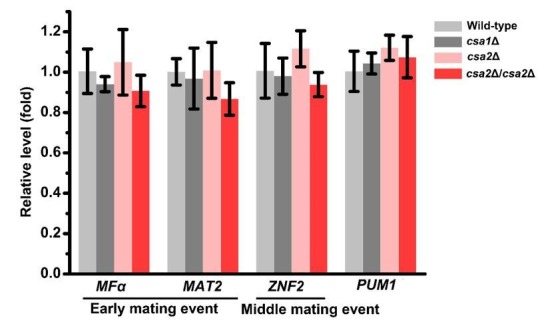 Relative level (fold)
1.2
1.0
0.8
0.6
0.4
0.2
0.0
MFα MAT2 ZNF2 PUM1
Early mating event Middle mating event
Wild-type
csa1Δ
csa2Δ
csa2Δ/csa2Δ